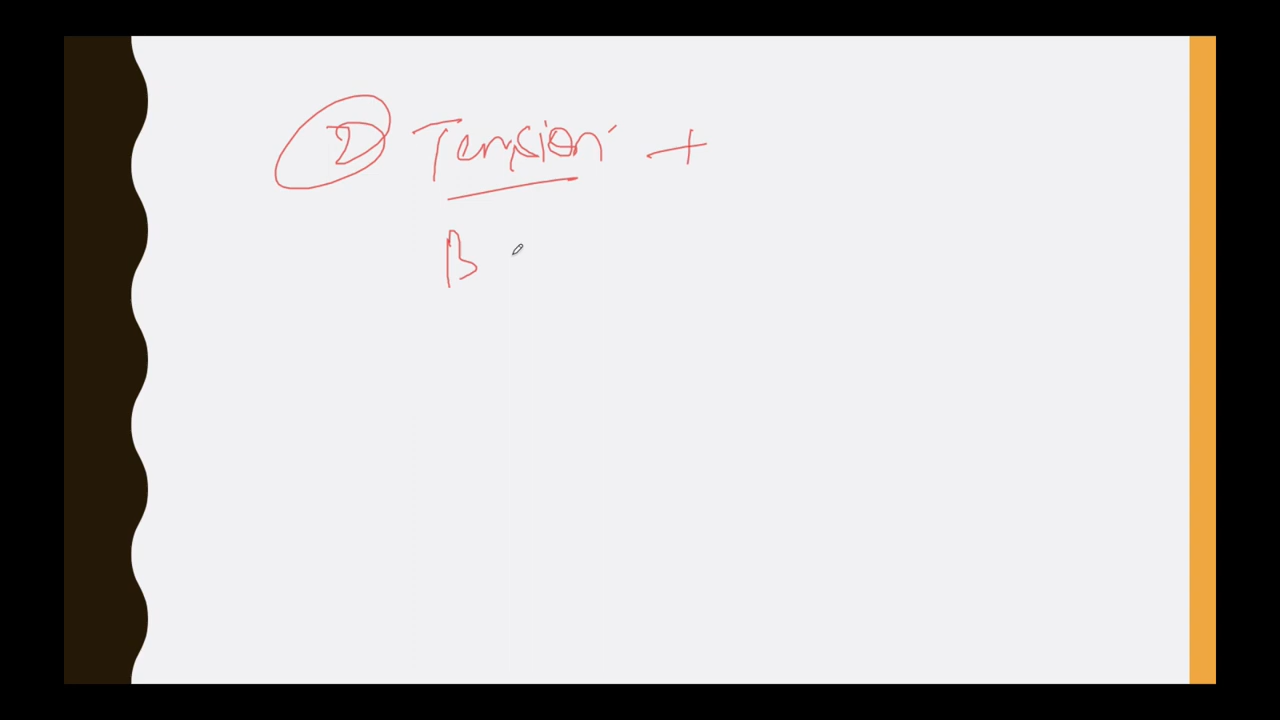 ② Tension +
B